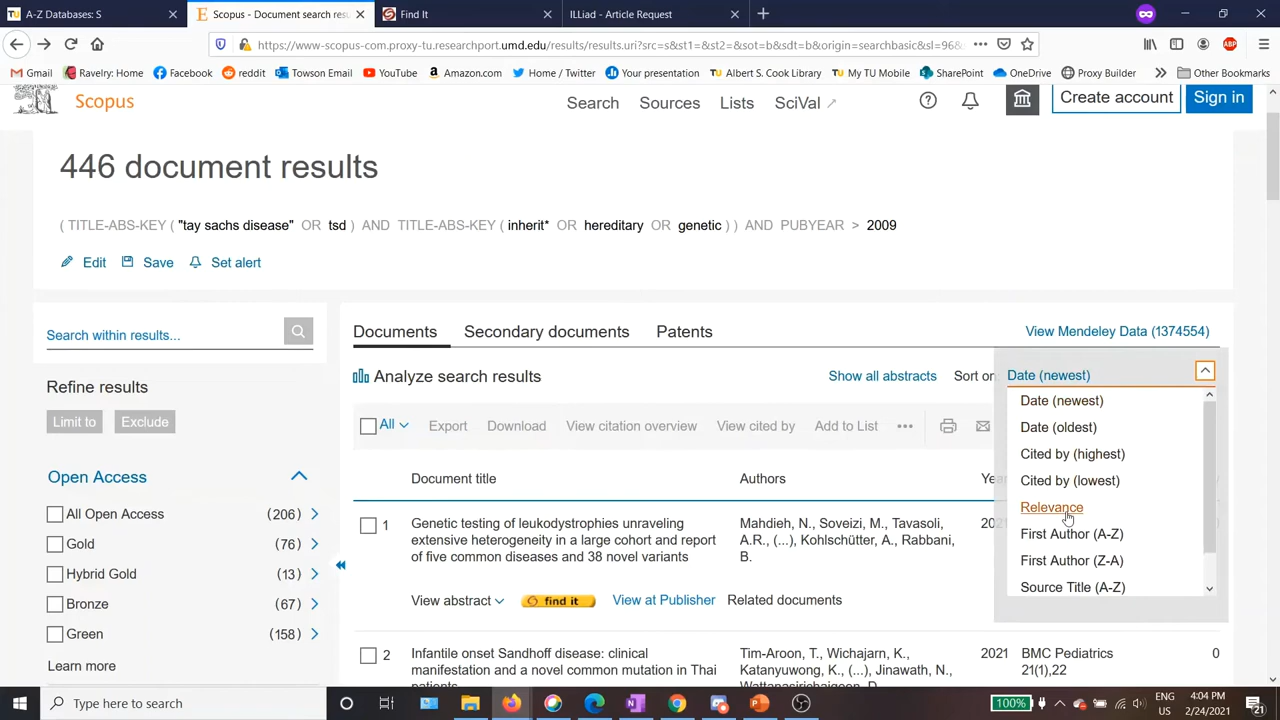 A-Z Databases: S
Scopus - Document search resu
Find It
ILLiad - Article Request
https://www-scopus-com.proxy-tu.researchport.umd.edu/results/results.uri?src=s&st1=&st2=&sot=b&sdt=b&origin=searchbasic&sl=96&
Gmail
Ravelry: Home
Facebook
reddit
Towson Email
YouTube
Amazon.com
Home / Twitter
Your presentation
TU Albert S. Cook Library
TU My TU Mobile
SharePoint
OneDrive
Proxy Builder
Other Bookmarks
Scopus
Search
Sources
Lists
SciVal
Create account
Sign in
446 document results
( TITLE-ABS-KEY ( "tay sachs disease" OR tsd ) AND TITLE-ABS-KEY ( inherit* OR hereditary OR genetic ) ) AND PUBYEAR > 2009
Edit
Save
Set alert
Search within results...
Documents
Secondary documents
Patents
View Mendeley Data (1374554)
Refine results
Limit to
Exclude
Analyze search results
Show all abstracts
Sort on:
Date (newest)
Date (newest)
Date (oldest)
Cited by (highest)
Cited by (lowest)
Relevance
First Author (A-Z)
First Author (Z-A)
Source Title (A-Z)
All
Export
Download
View citation overview
View cited by
Add to List
Open Access
All Open Access (206)
Gold (76)
Hybrid Gold (13)
Bronze (67)
Green (158)
Learn more
Document title
Authors
1
Genetic testing of leukodystrophies unraveling
extensive heterogeneity in a large cohort and report
of five common diseases and 38 novel variants
Mahdieh, N., Soveizi, M., Tavasoli,
A.R., (...), Kohlschütter, A., Rabbani,
B.
2021
0
View abstract
find it
View at Publisher
Related documents
2
Infantile onset Sandhoff disease: clinical
manifestation and a novel common mutation in Thai
patients
Tim-Aroon, T., Wichajarn, K.,
Katanyuwong, K., (...), Jinawath, N.,
Wattanasirichaigoon, D.
2021
BMC Pediatrics
21(1),22
0
Type here to search
100%
ENG
US
4:04 PM
2/24/2021
21